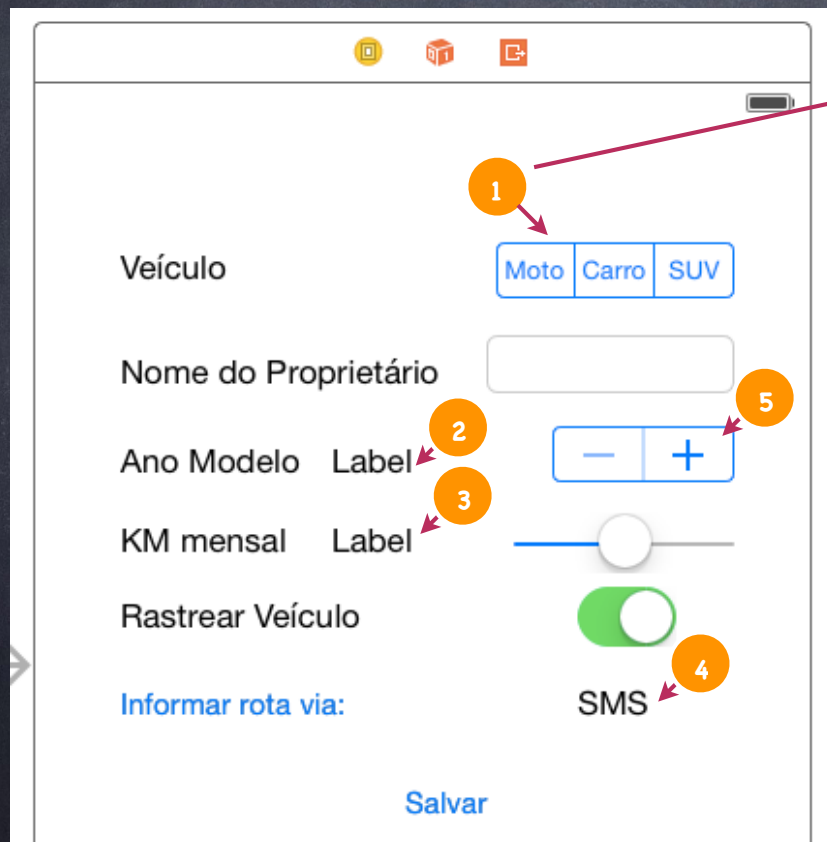 1
Veículo Moto Carro SUV
Nome do Proprietário
5
2
Ano Modelo Label − +
3
KM mensal Label
Rastrear Veículo
4
Informar rota via: SMS
Salvar